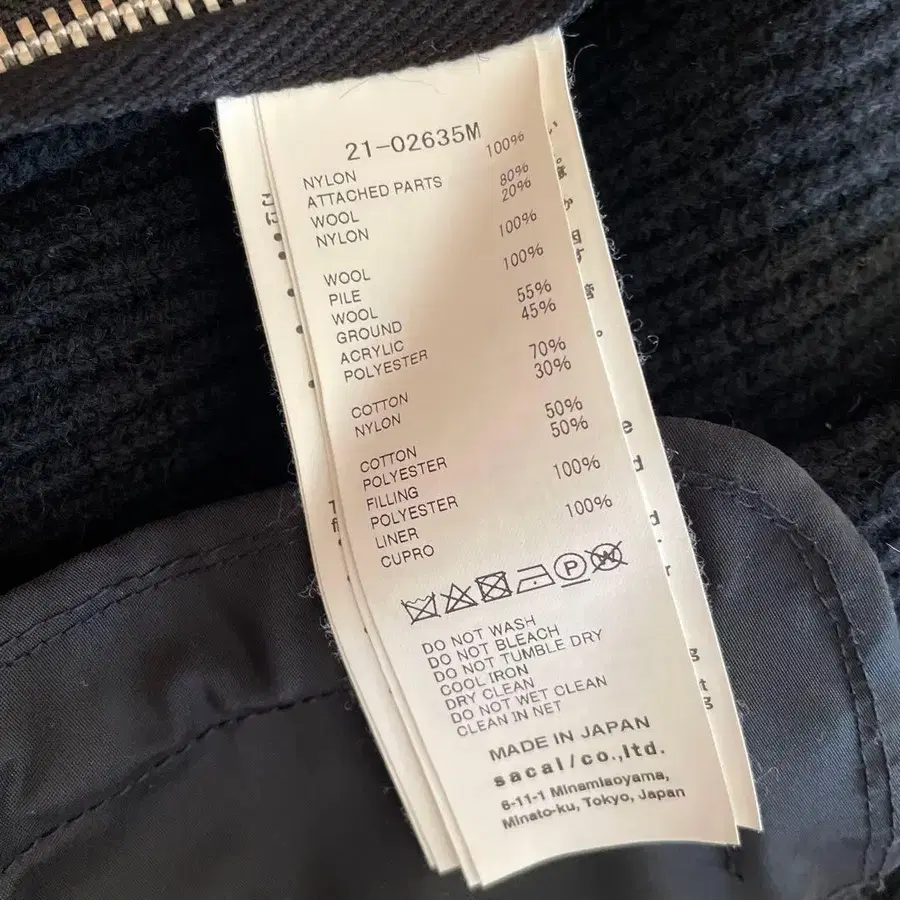 21-02635M
NYLON 100%
ATTACHED PARTS
WOOL 80%
NYLON 20%
WOOL 100%
PILE
WOOL 100%
GROUND
ACRYLIC 55%
POLYESTER 45%
COTTON 70%
NYLON 30%
COTTON 50%
POLYESTER 50%
FILLING
POLYESTER 100%
LINER
CUPRO 100%
DO NOT WASH
DO NOT BLEACH
DO NOT TUMBLE DRY
COOL IRON
DRY CLEAN
DO NOT WET CLEAN
CLEAN IN NET
MADE IN JAPAN
sacai/co.,ltd.
6-11-1 Minamiaoyama,
Minato-ku, Tokyo, Japan